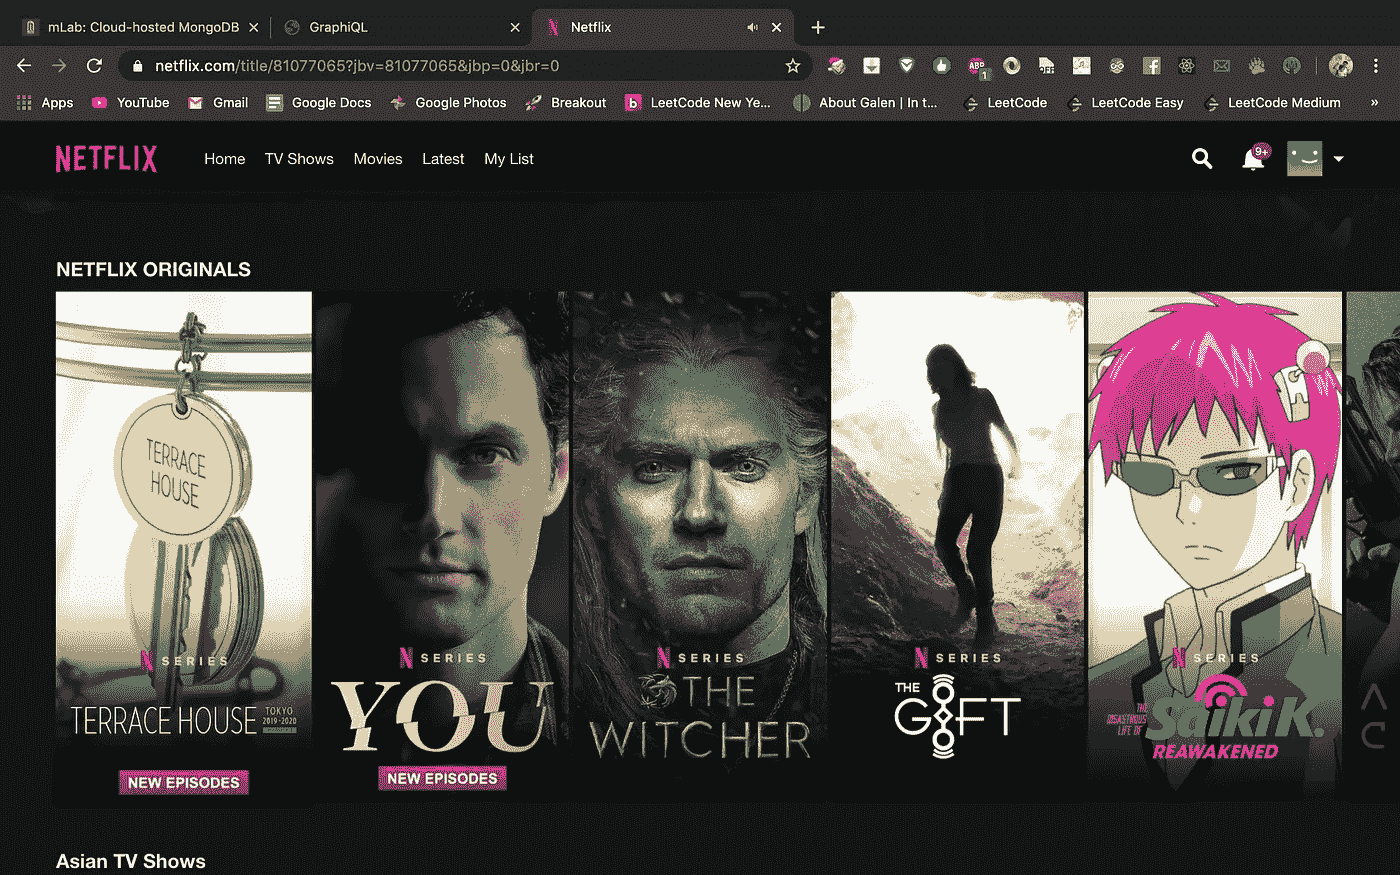 mLab: Cloud-hosted MongoDB
GraphiQL
Netflix
netflix.com/title/81077065?jbv=81077065&jbp=0&jbr=0
ABP
1
OFF
Apps
YouTube
Gmail
Google Docs
Google Photos
Breakout
b
LeetCode New Ye...
About Galen | In t...
LeetCode
LeetCode Easy
LeetCode Medium
»
NETFLIX
Home
TV Shows
Movies
Latest
My List
9+
NETFLIX ORIGINALS
TERRACE
HOUSE
N SERIES
TERRACE HOUSE
TOKYO
2019-2020
NEW EPISODES
N SERIES
YOU
NEW EPISODES
N SERIES
THE
WITCHER
N SERIES
THE
GIFT
N SERIES
THE
DISASTROUS
LIFE OF
Saiki K.
REAWAKENED
Asian TV Shows